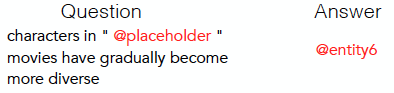 Question Answer
characters in " @placeholder "
movies have gradually become
more diverse
@entity6